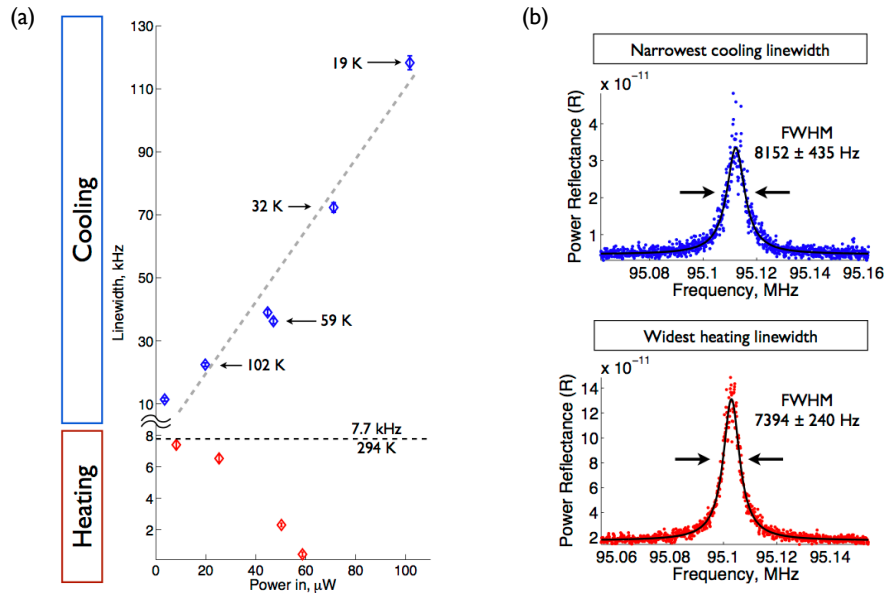 (a)
Cooling
Heating
Linewidth, kHz
130
110
90
70
50
30
10
8
6
4
2
19 K
32 K
59 K
102 K
7.7 kHz
294 K
0 20 40 60 80 100
Power in, μW
(b)
Narrowest cooling linewidth
x 10-11
Power Reflectance (R)
4
3
2
1
FWHM
8152 ± 435 Hz
95.08 95.1 95.12 95.14 95.16
Frequency, MHz
Widest heating linewidth
x 10-11
Power Reflectance (R)
14
12
10
8
6
4
2
FWHM
7394 ± 240 Hz
95.06 95.08 95.1 95.12 95.14
Frequency, MHz